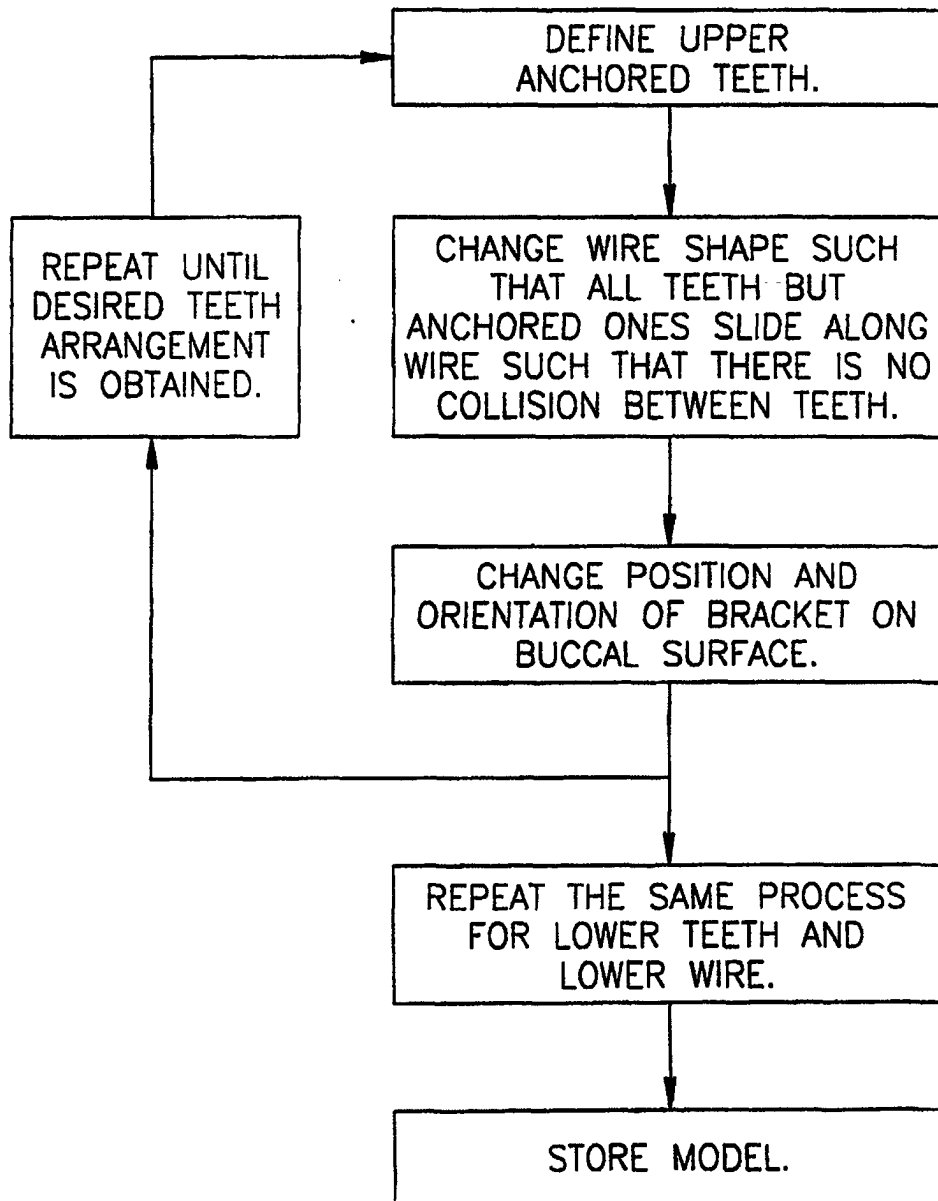 DEFINE UPPER
ANCHORED TEETH.
CHANGE WIRE SHAPE SUCH
THAT ALL TEETH BUT
ANCHORED ONES SLIDE ALONG
WIRE SUCH THAT THERE IS NO
COLLISION BETWEEN TEETH.
REPEAT UNTIL
DESIRED TEETH
ARRANGEMENT
IS OBTAINED.
CHANGE POSITION AND
ORIENTATION OF BRACKET ON
BUCCAL SURFACE.
REPEAT THE SAME PROCESS
FOR LOWER TEETH AND
LOWER WIRE.
STORE MODEL.